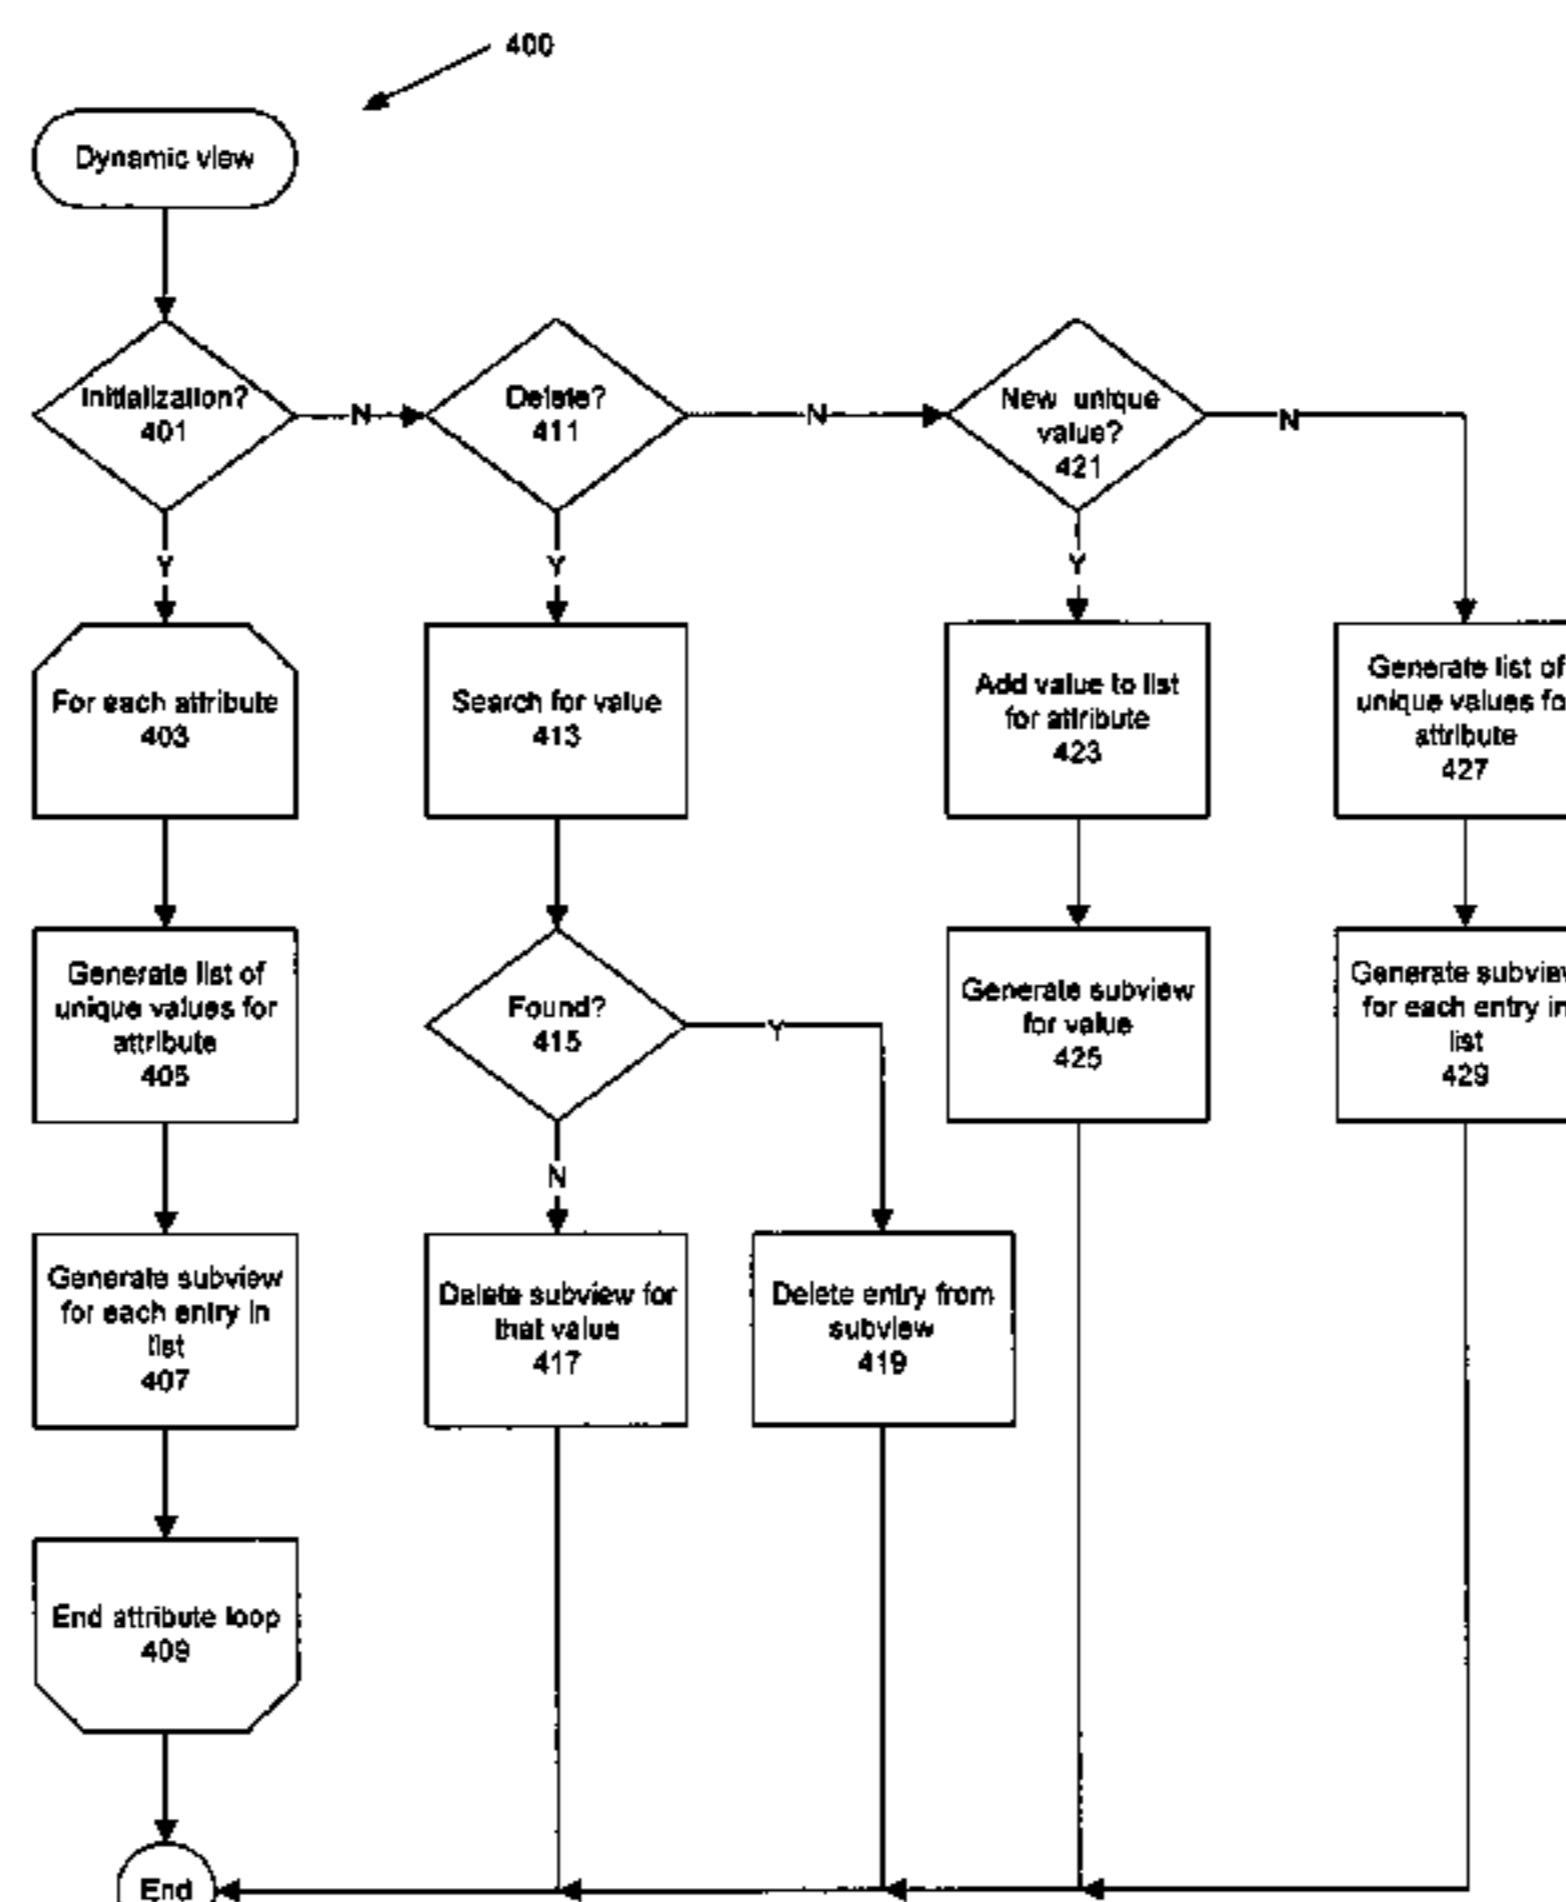 400
Dynamic view
Initialization?
401
N
Delete?
411
N
New unique
value?
421
N
Y
Y
Y
For each attribute
403
Search for value
413
Add value to list
for attribute
423
Generate list of
unique values fo
attribute
427
Generate list of
unique values for
attribute
405
Found?
415
Y
Generate subview
for value
425
Generate subview
for each entry in
list
429
N
Generate subview
for each entry in
list
407
Delete subview for
that value
417
Delete entry from
subview
419
End attribute loop
409
End